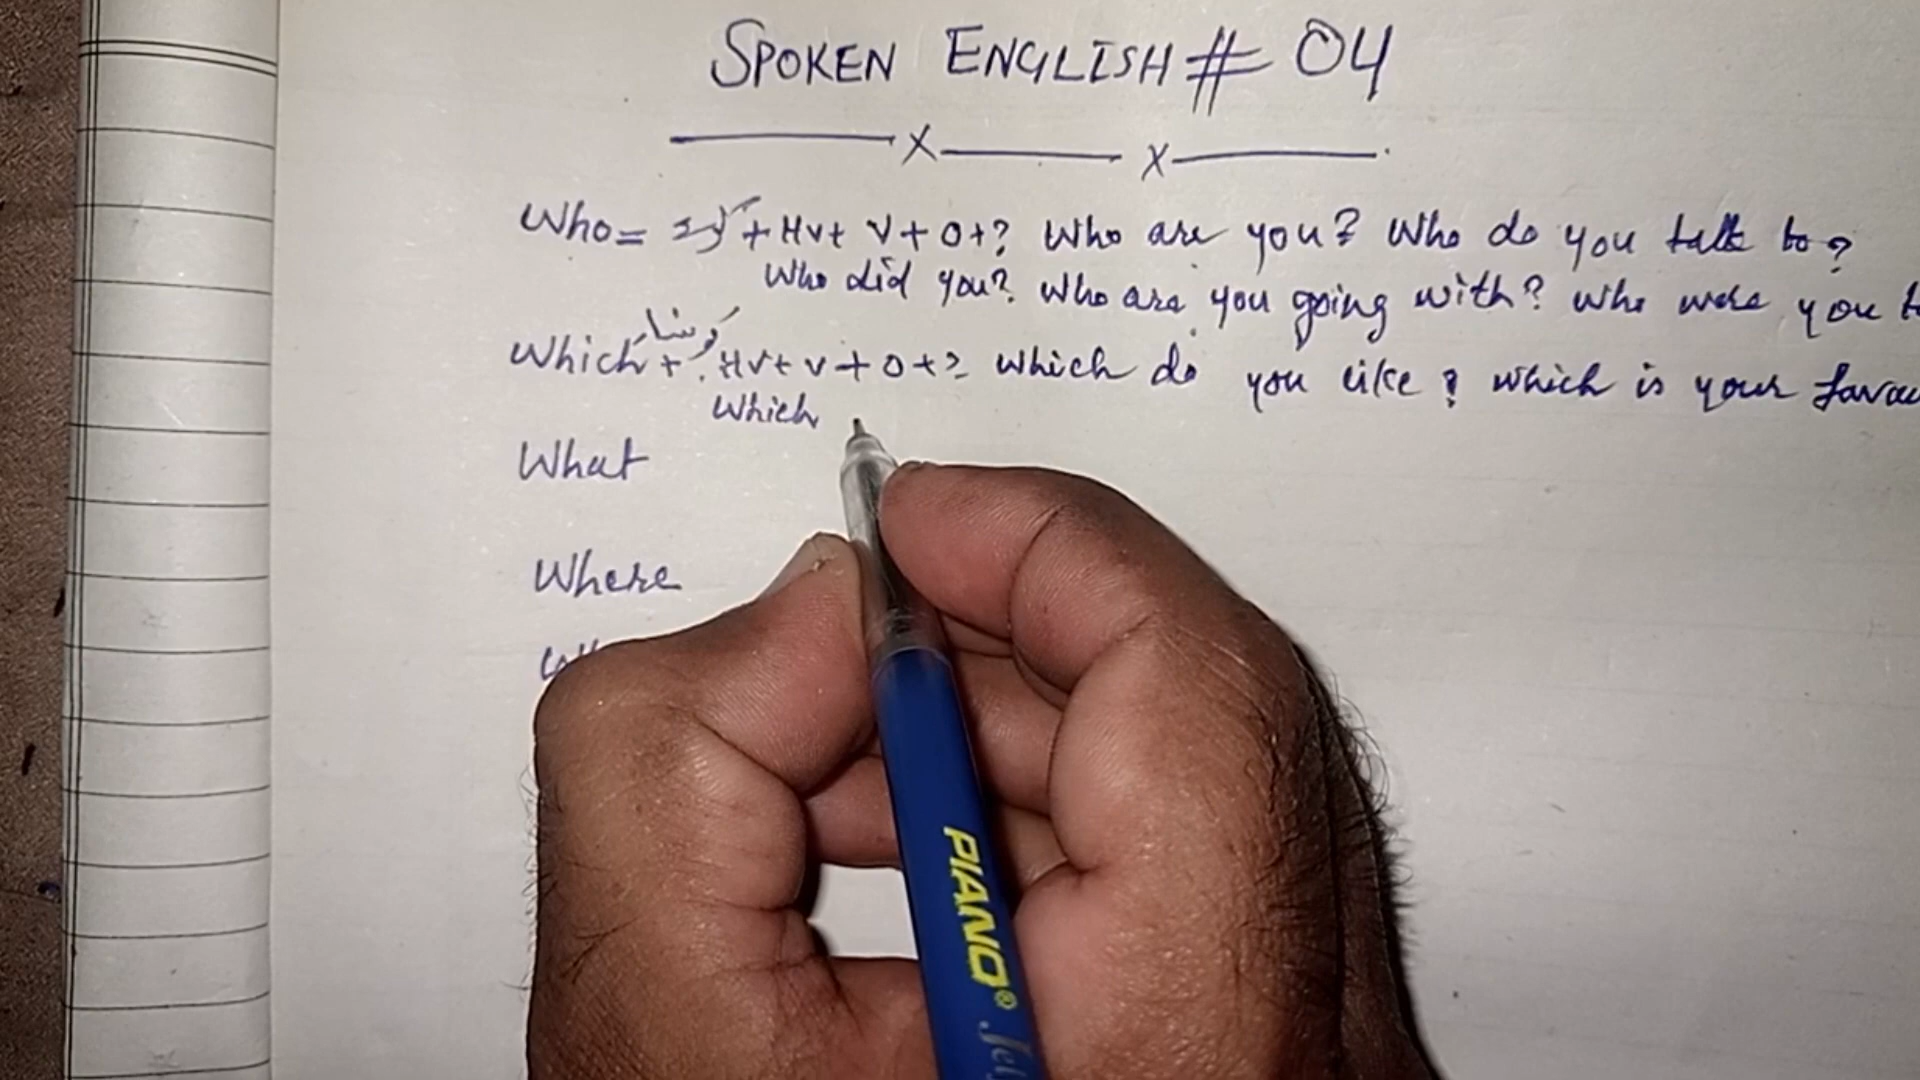 SPOKEN ENGLISH # 04
x x
Who = + Hv + V + O + ? Who are you? Who do you talk to?
Who did you? Who are you going with? Who were you
کونسا
Which + Hv + v + O + ? which do you like? which is your
Which
What
Where
PIANO®